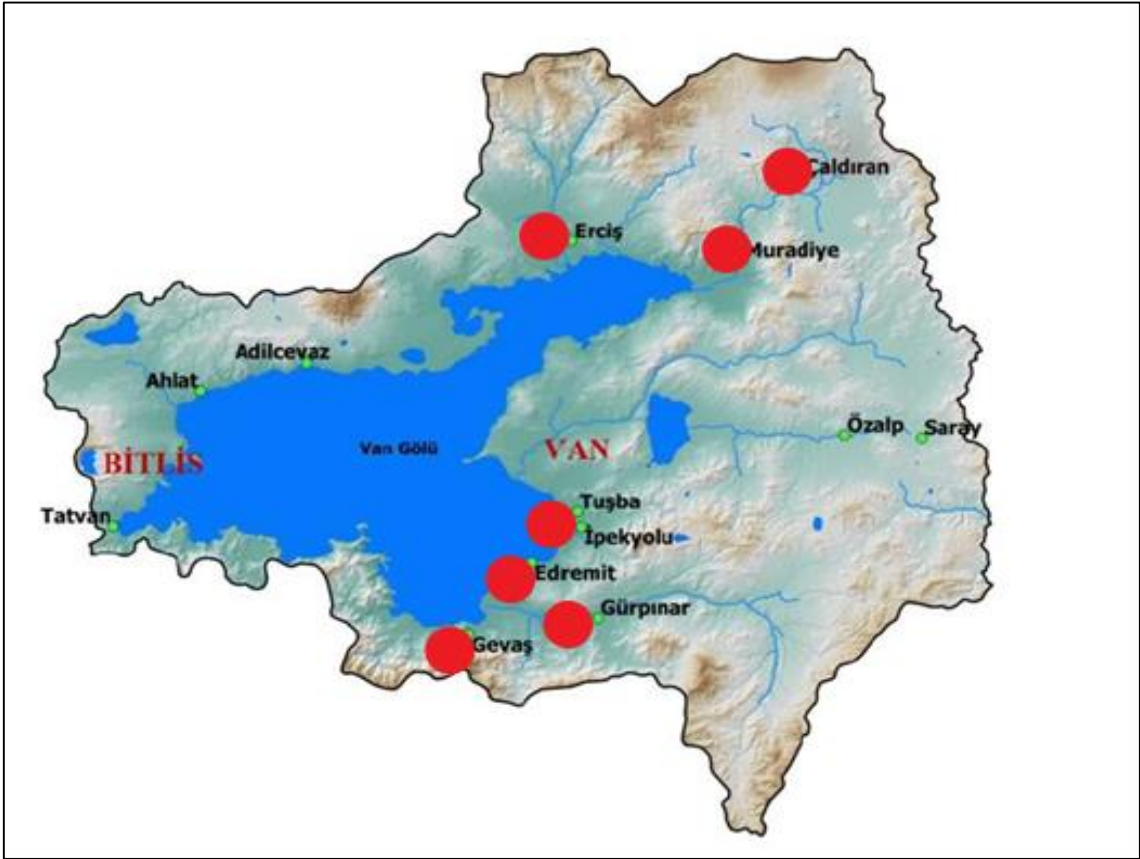 Çaldıran
Erciş
Muradiye
Adilcevaz
Ahlat
Özalp
Saray
Van Gölü
VAN
BİTLİS
Tuşba
Tatvan
İpekyolu
Edremit
Gürpınar
Gevaş